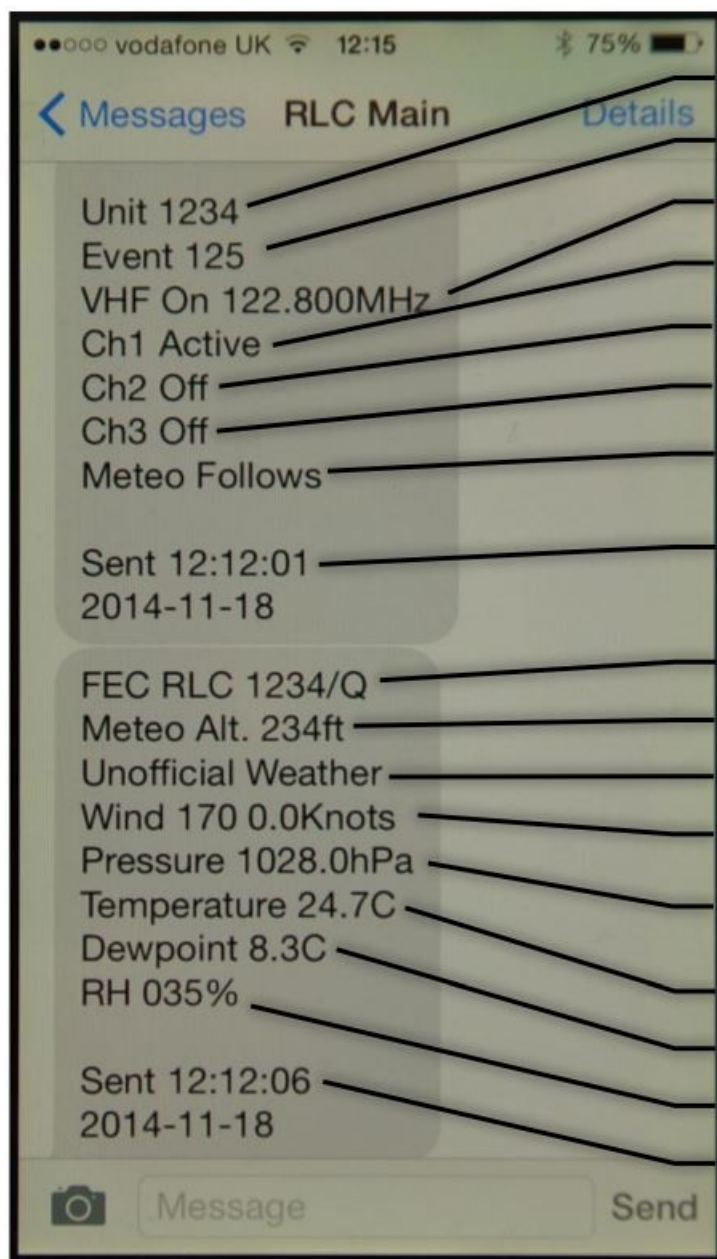 vodafone UK 12:15 75%
Messages RLC Main Details
Unit 1234
Event 125
VHF On 122.800MHz
Ch1 Active
Ch2 Off
Ch3 Off
Meteo Follows
Sent 12:12:01
2014-11-18
FEC RLC 1234/Q
Meteo Alt. 234ft
Unofficial Weather
Wind 170 0.0Knots
Pressure 1028.0hPa
Temperature 24.7C
Dewpoint 8.3C
RH 035%
Sent 12:12:06
2014-11-18
Message Send